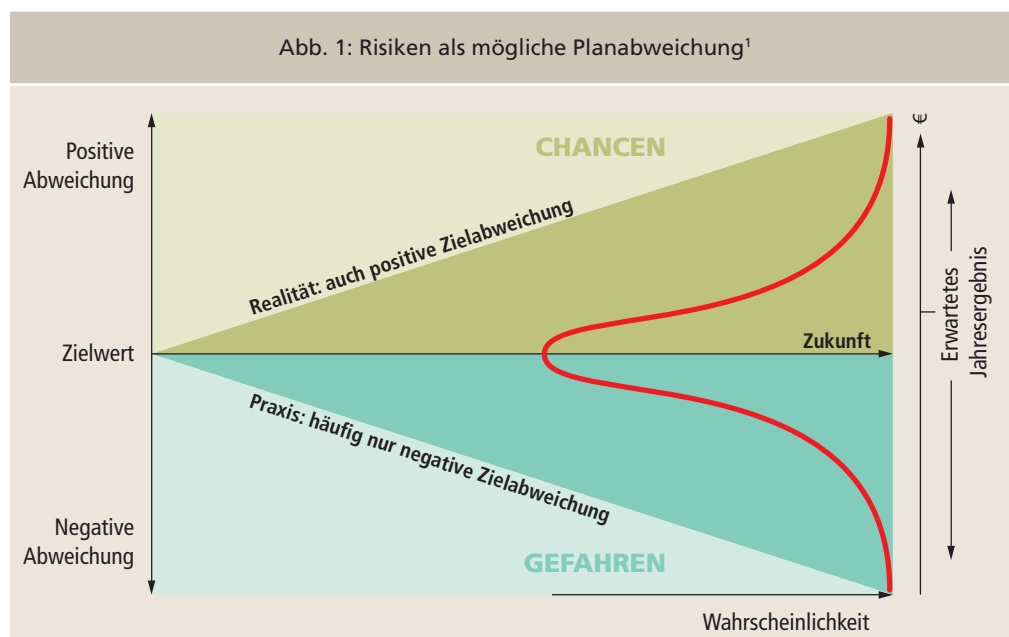 Abb. 1: Risiken als mögliche Planabweichung¹
Positive
Abweichung
CHANCEN
€
Realität: auch positive Zielabweichung
Zielwert
Zukunft
Erwartetes
Jahresergebnis
Praxis: häufig nur negative Zielabweichung
Negative
Abweichung
GEFAHREN
Wahrscheinlichkeit